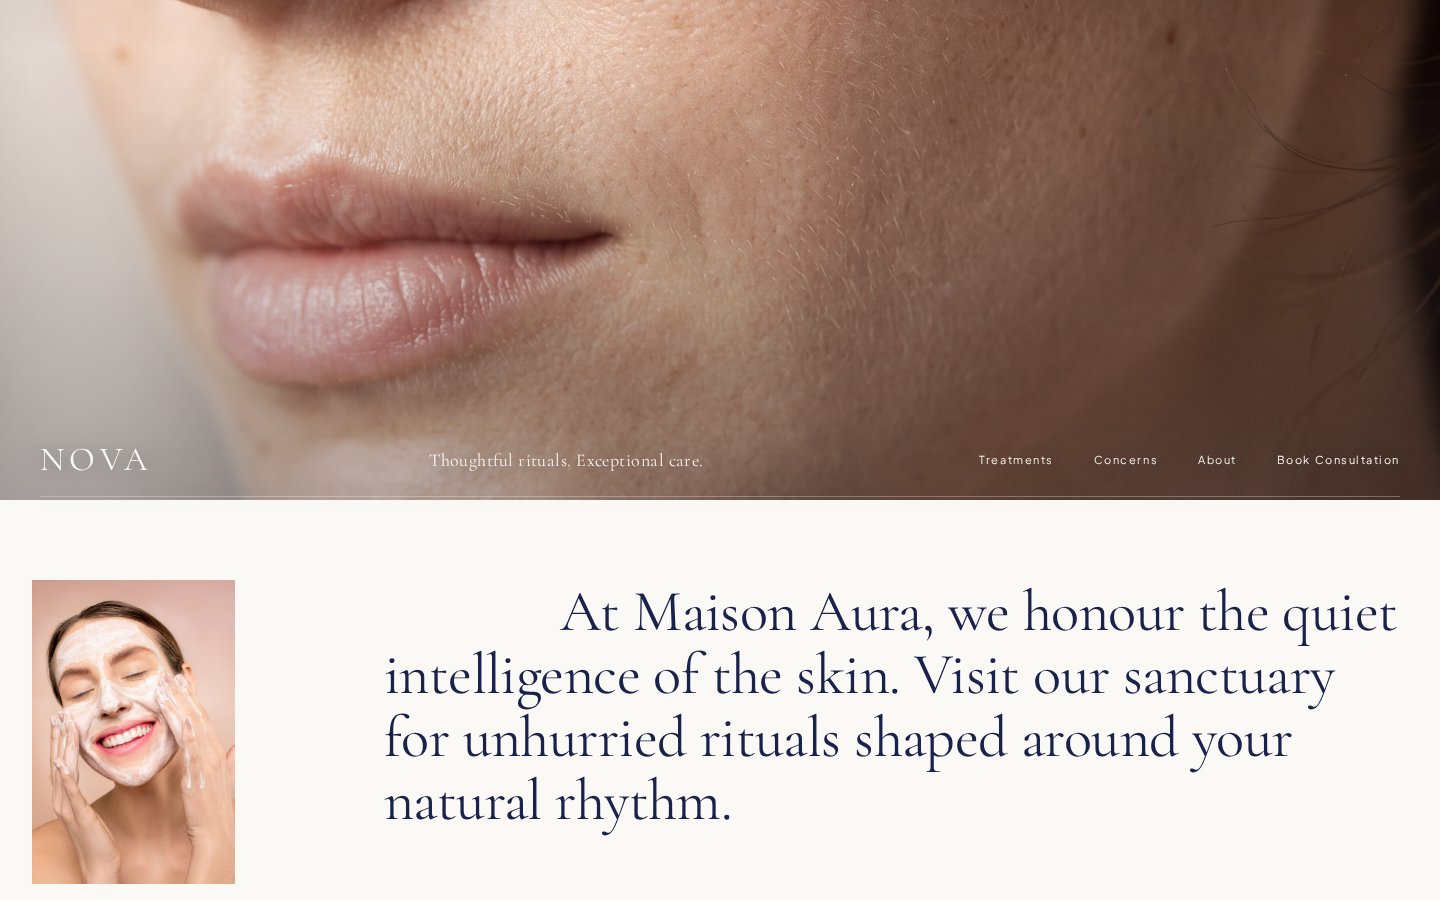 NOVA
Thoughtful rituals. Exceptional care.
Treatments
Concerns
About
Book Consultation
At Maison Aura, we honour the quiet
intelligence of the skin. Visit our sanctuary
for unhurried rituals shaped around your
natural rhythm.